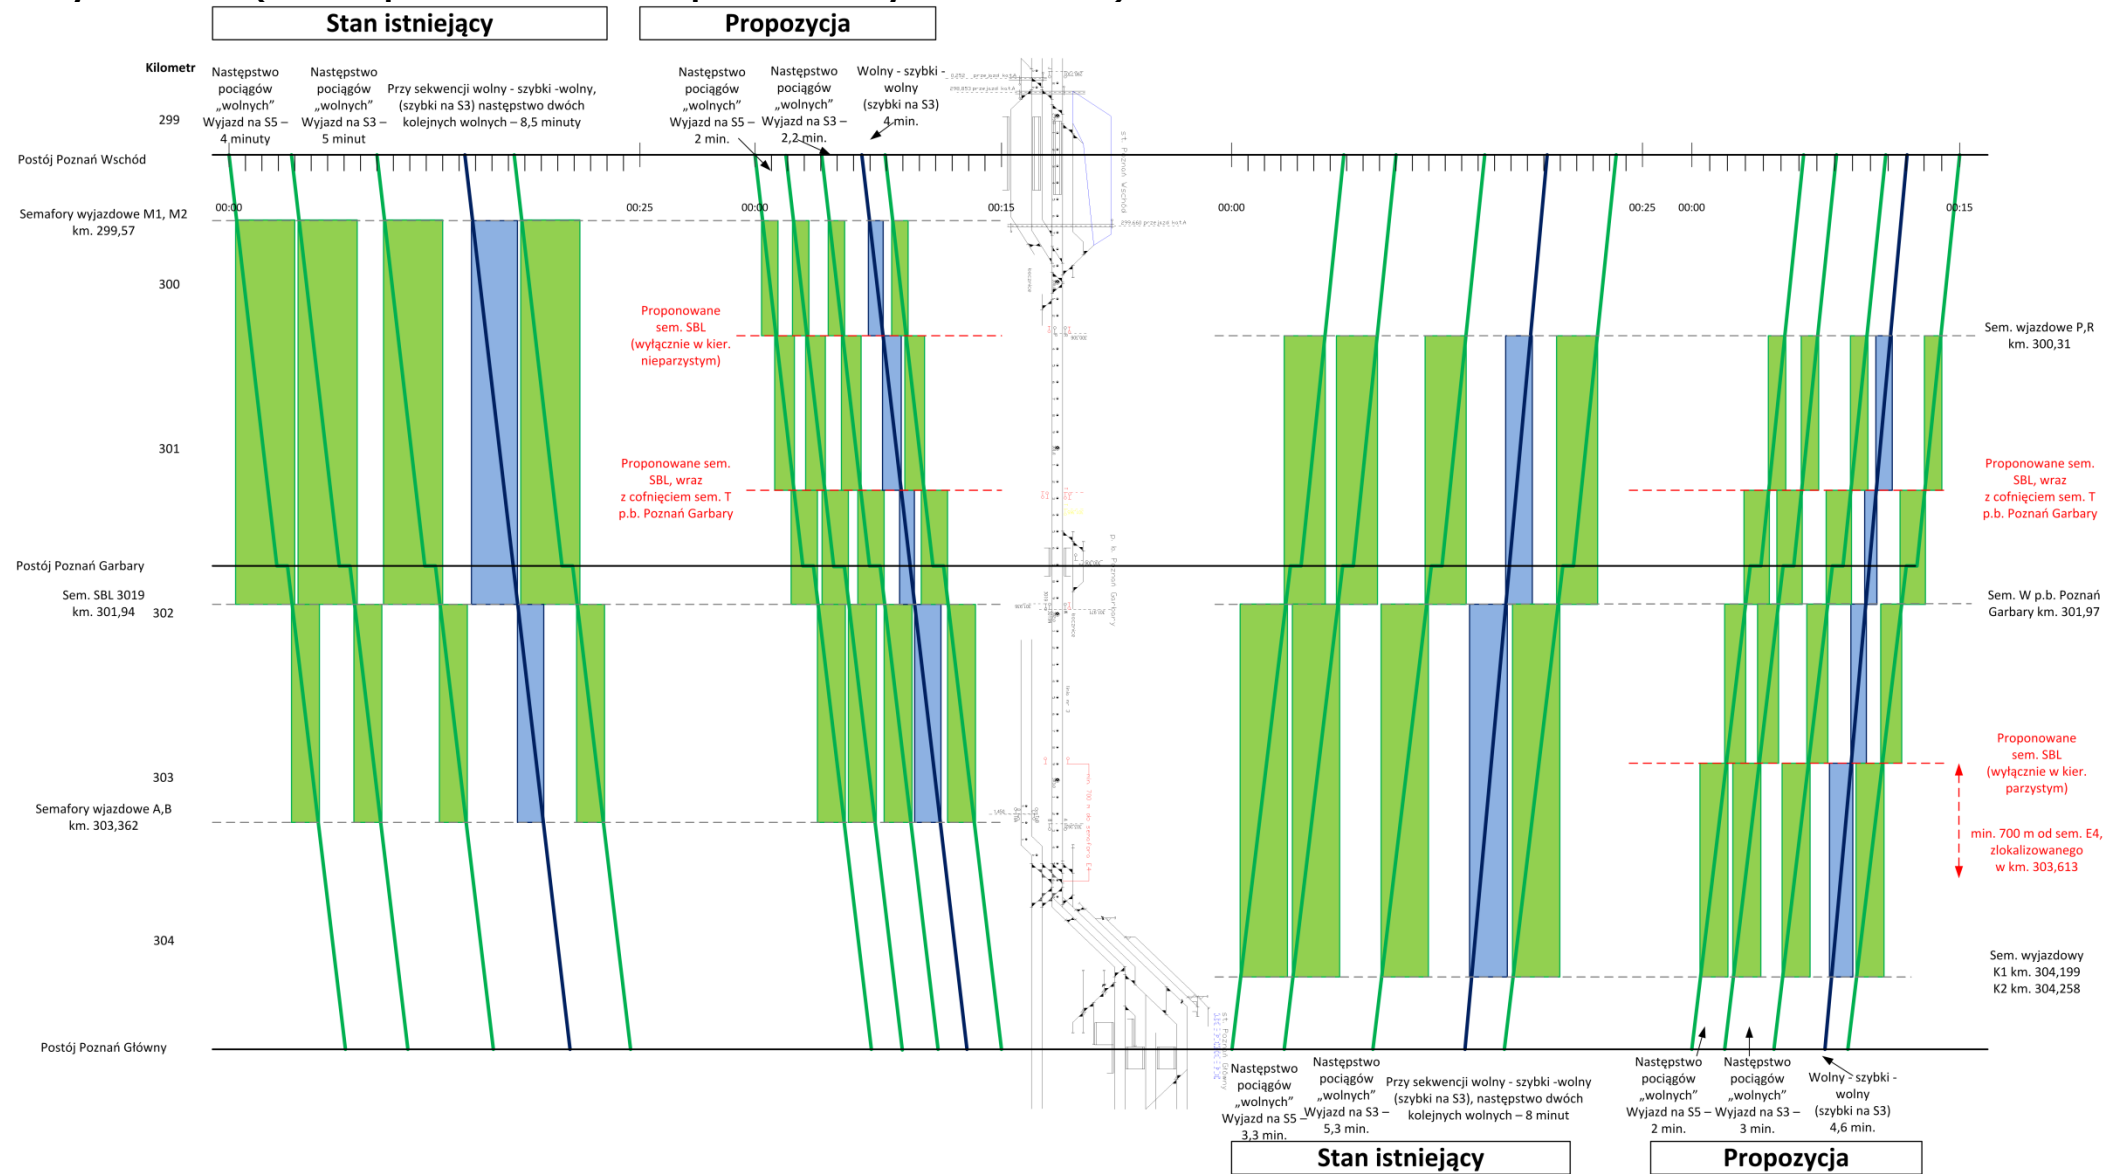 Stan istniejący
Propozycja
Kilometr
Następstwo
pociągów
„wolnych”
Wyjazd na S5 –
4 minuty
Następstwo
pociągów
„wolnych”
Wyjazd na S3 –
5 minut
Przy sekwencji wolny - szybki -wolny,
(szybki na S3) następstwo dwóch
kolejnych wolnych – 8,5 minuty
Następstwo
pociągów
„wolnych”
Wyjazd na S5 –
2 min.
Następstwo
pociągów
„wolnych”
Wyjazd na S3 –
2,2 min.
Wolny - szybki -
wolny
(szybki na S3)
4 min.
299
Postój Poznań Wschód
Semafory wyjazdowe M1, M2
km. 299,57
00:00
00:25
00:00
00:15
00:00
00:25
00:00
00:15
st. Poznań Wschód
300
Proponowane
sem. SBL
(wyłącznie w kier.
nieparzystym)
Sem. wjazdowe P,R
km. 300,31
301
Proponowane sem.
SBL, wraz
z cofnięciem sem. T
p.b. Poznań Garbary
Proponowane sem.
SBL, wraz
z cofnięciem sem. T
p.b. Poznań Garbary
Postój Poznań Garbary
p. b. Poznań Garbary
Sem. SBL 3019
km. 301,94
302
Sem. W p.b. Poznań
Garbary km. 301,97
303
Proponowane
sem. SBL
(wyłącznie w kier.
parzystym)
Semafory wjazdowe A,B
km. 303,362
min. 700 m od sem. E4,
zlokalizowanego
w km. 303,613
304
Sem. wyjazdowy
K1 km. 304,199
K2 km. 304,258
st. Poznań Główny
Postój Poznań Główny
Następstwo
pociągów
„wolnych”
Wyjazd na S5 –
3,3 min.
Następstwo
pociągów
„wolnych”
Wyjazd na S3 –
5,3 min.
Przy sekwencji wolny - szybki -wolny
(szybki na S3), następstwo dwóch
kolejnych wolnych – 8 minut
Następstwo
pociągów
„wolnych”
Wyjazd na S5 –
2 min.
Następstwo
pociągów
„wolnych”
Wyjazd na S3 –
3 min.
Wolny - szybki -
wolny
(szybki na S3)
4,6 min.
Stan istniejący
Propozycja